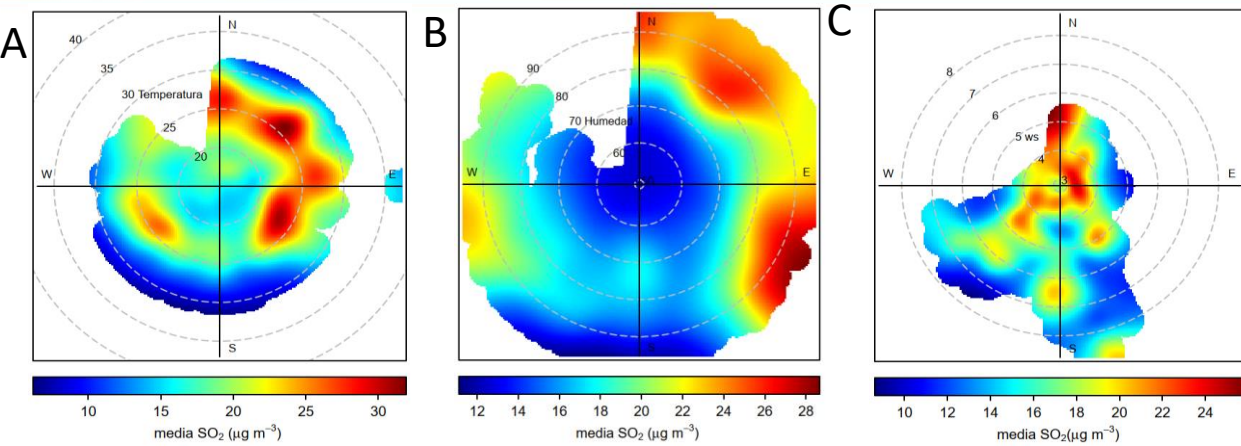 A
N
40
35
30 Temperatura
25
20
W
E
S
10
15
20
25
30
media SO₂ (μg m⁻³)
B
N
90
80
70 Humedad
60
E
S
12
14
16
18
20
22
24
26
28
media SO₂ (μg m⁻³)
C
N
8
7
6
5 ws
4
3
W
E
S
10
12
14
16
18
20
22
24
media SO₂(μg m⁻³)